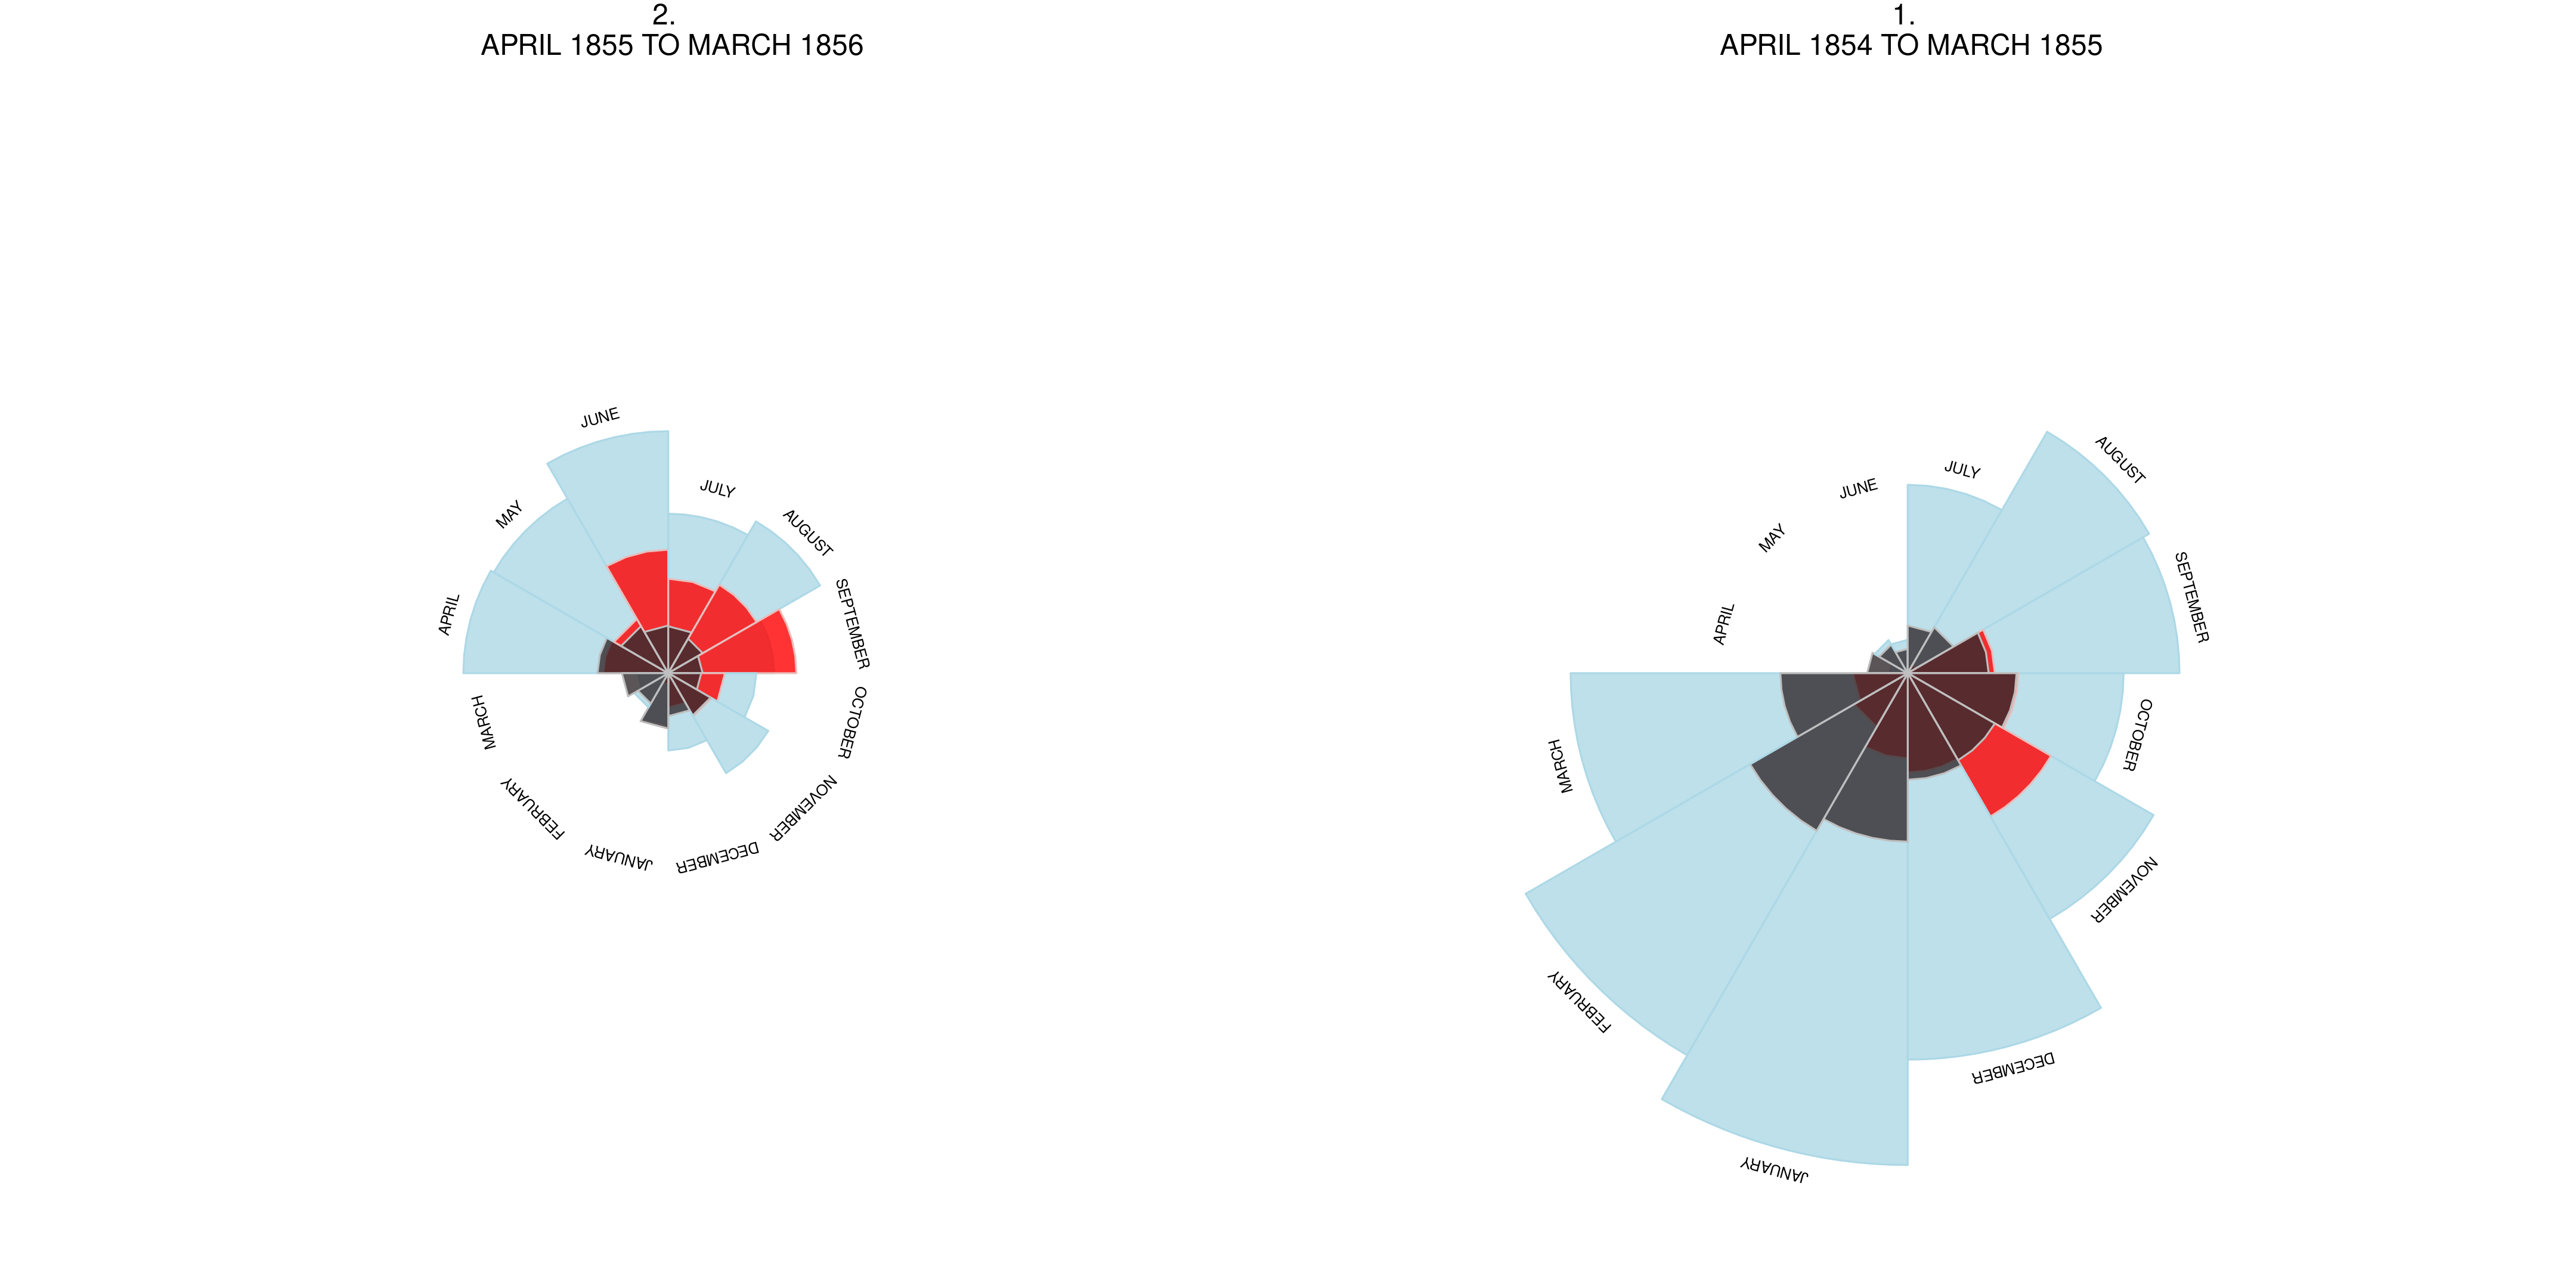 2.
APRIL 1855 TO MARCH 1856
APRIL
MAY
JUNE
JULY
AUGUST
SEPTEMBER
OCTOBER
NOVEMBER
DECEMBER
JANUARY
FEBRUARY
MARCH
1.
APRIL 1854 TO MARCH 1855
APRIL
MAY
JUNE
JULY
AUGUST
SEPTEMBER
OCTOBER
NOVEMBER
DECEMBER
JANUARY
FEBRUARY
MARCH